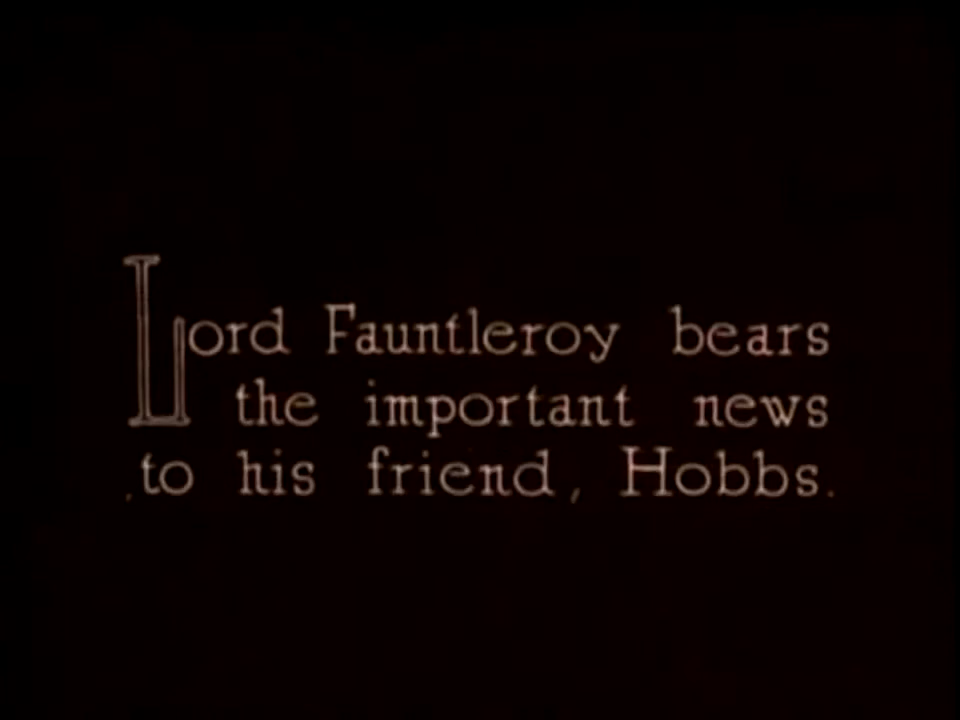 Lord Fauntleroy bears
the important news
to his friend, Hobbs.